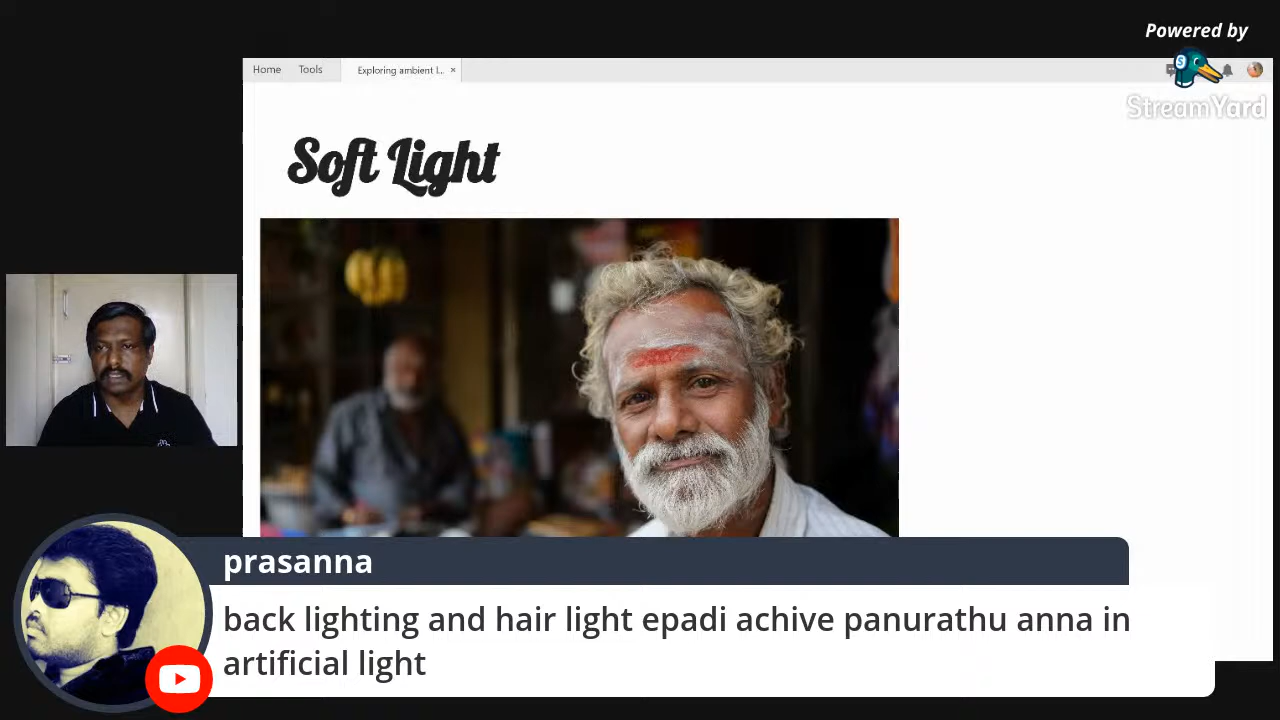 Powered by
StreamYard
Home Tools Exploring ambient l... ×
Soft Light
prasanna
back lighting and hair light epadi achive panurathu anna in
artificial light